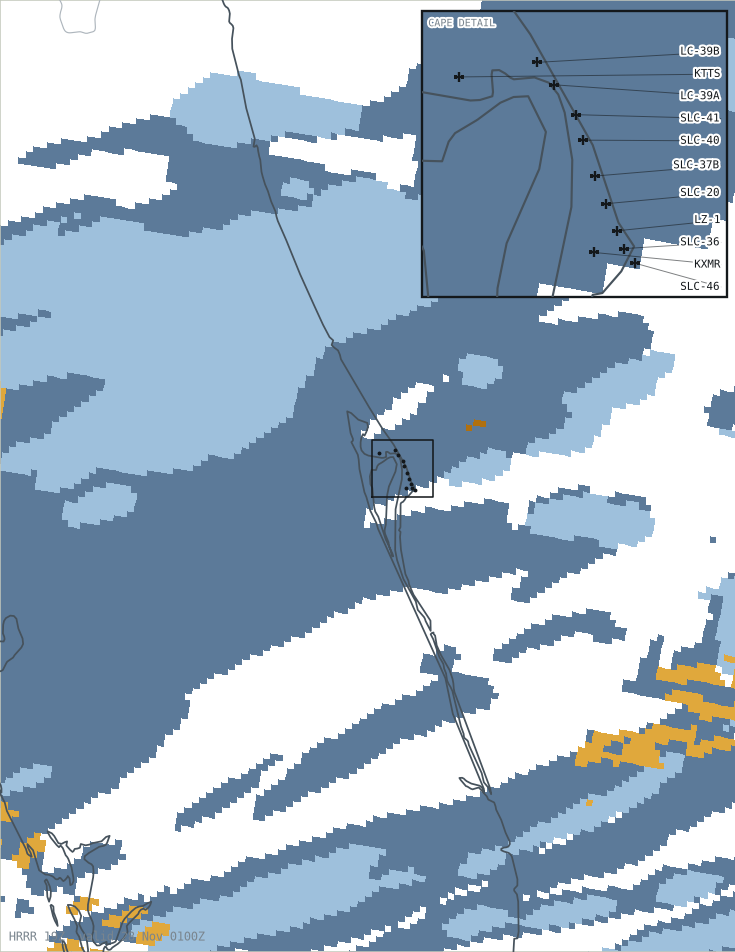 CAPE DETAIL
LC-39B
KTTS
LC-39A
SLC-41
SLC-40
SLC-37B
SLC-20
LZ-1
SLC-36
KXMR
SLC-46
HRRR
Nov 0100Z